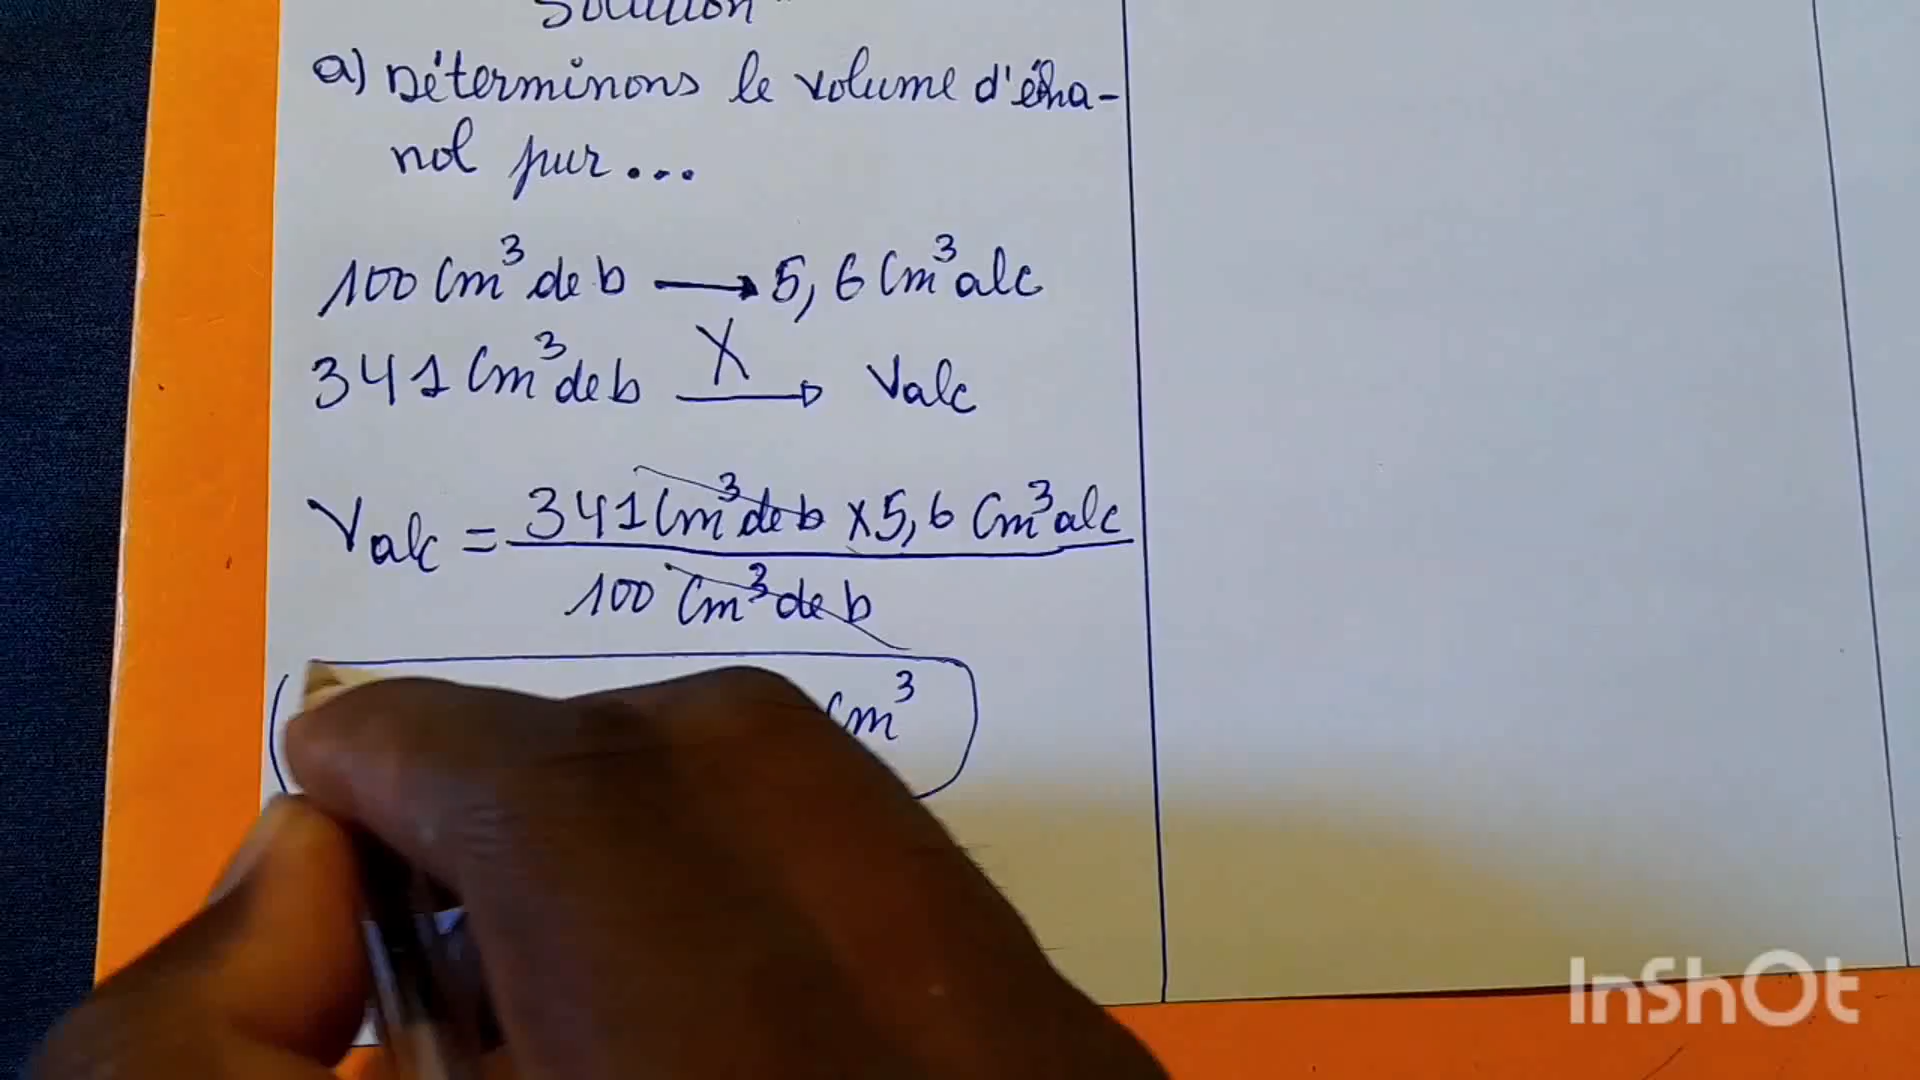 Solution
a) Déterminons le volume d'étha-
nol pur...
100 Cm³ de b → 5,6 Cm³ alc
341 Cm³ de b X → Valc
Valc = 341 Cm³ de b x 5,6 Cm³ alc
100 Cm³ de b
Cm³
InShOt